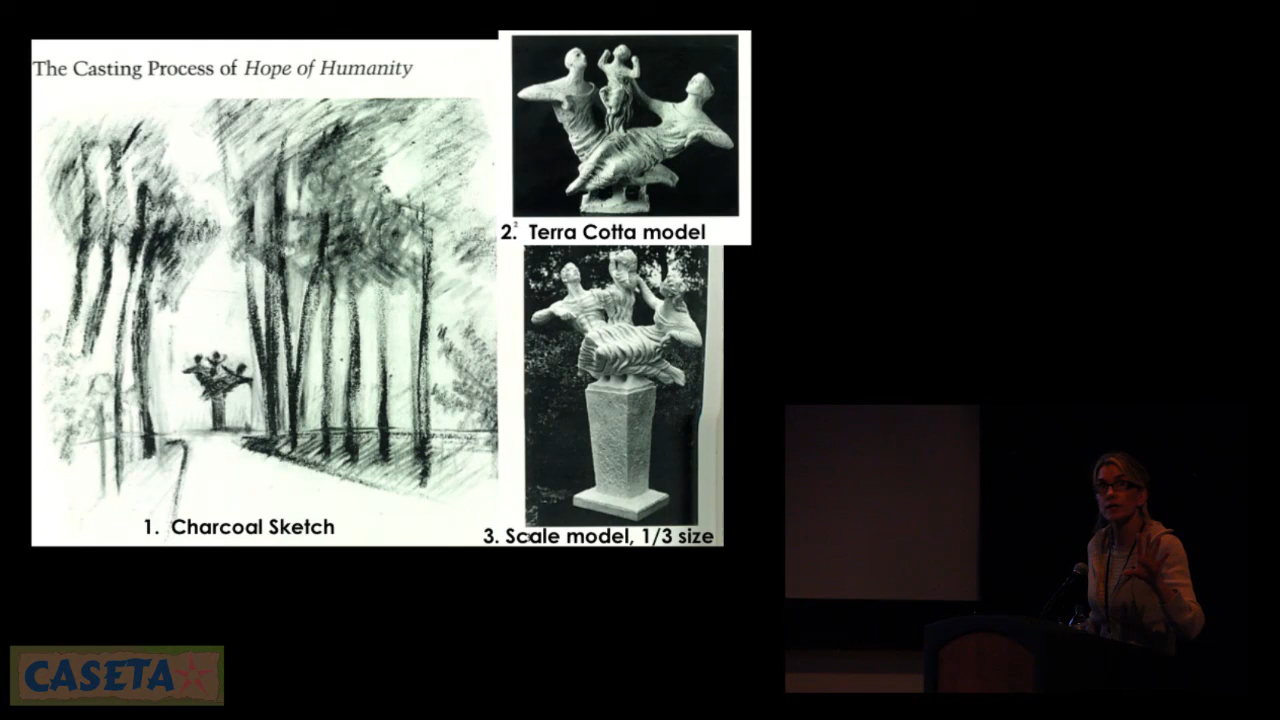 The Casting Process of Hope of Humanity
2. Terra Cotta model
1. Charcoal Sketch
3. Scale model, 1/3 size
CASETA